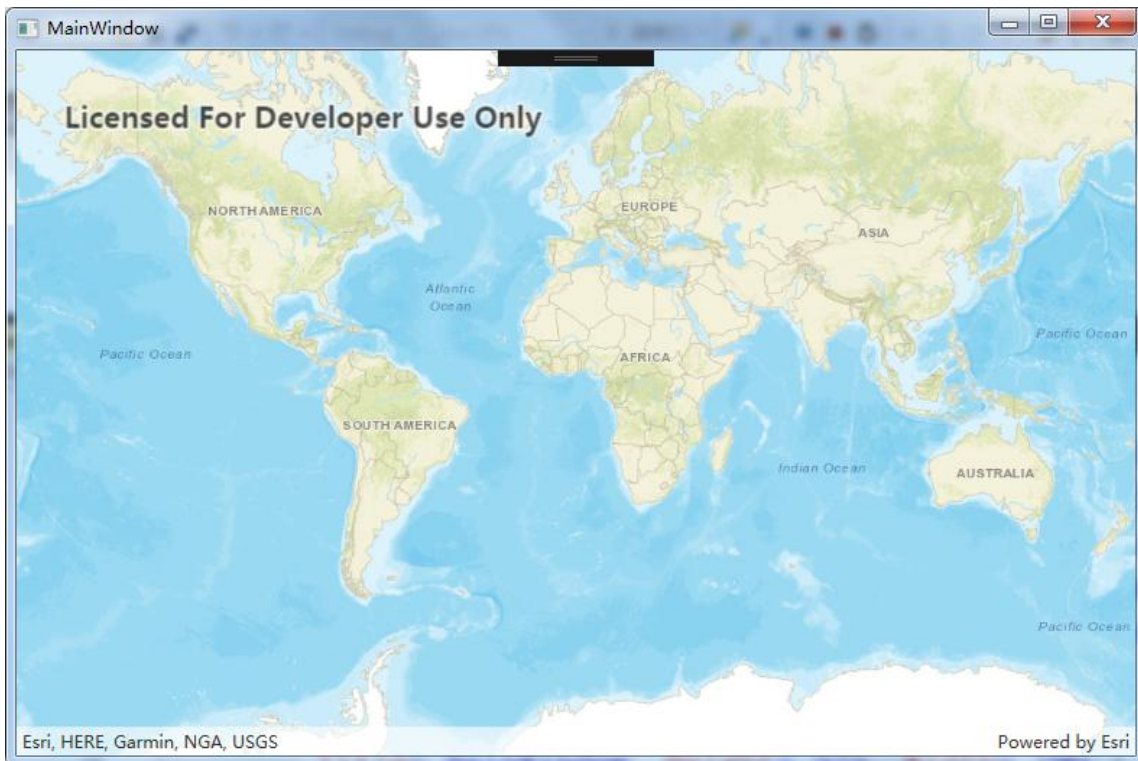 MainWindow
Licensed For Developer Use Only
NORTH AMERICA
EUROPE
ASIA
Atlantic
Ocean
Pacific Ocean
Pacific Ocean
AFRICA
SOUTH AMERICA
Indian Ocean
AUSTRALIA
Pacific Ocean
Esri, HERE, Garmin, NGA, USGS
Powered by Esri